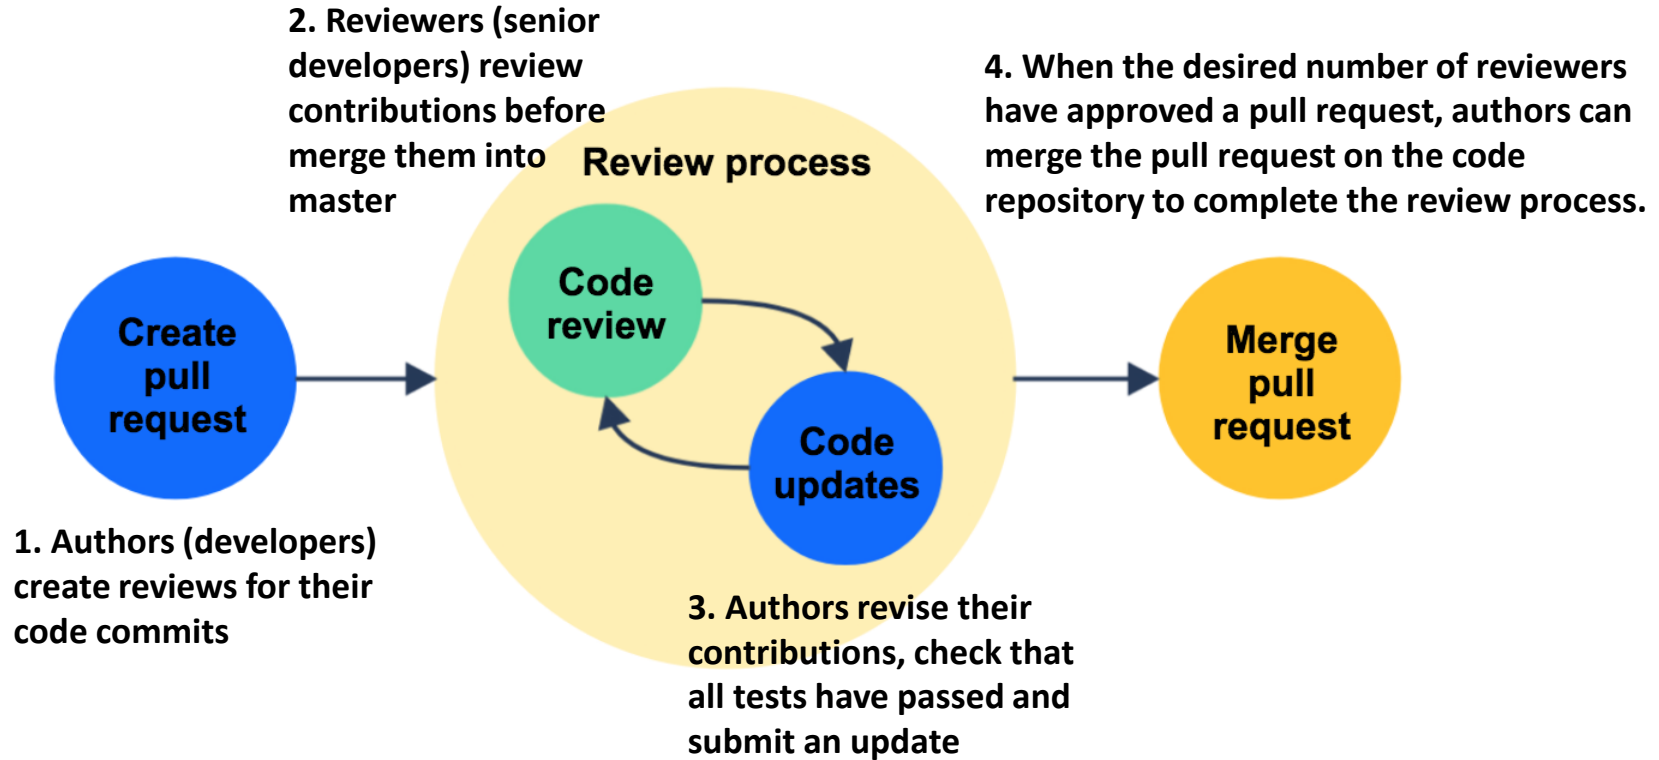 2. Reviewers (senior
developers) review
contributions before
merge them into
master
4. When the desired number of reviewers
have approved a pull request, authors can
merge the pull request on the code
repository to complete the review process.
Review process
Code
review
Create
pull
request
Code
updates
Merge
pull
request
1. Authors (developers)
create reviews for their
code commits
3. Authors revise their
contributions, check that
all tests have passed and
submit an update